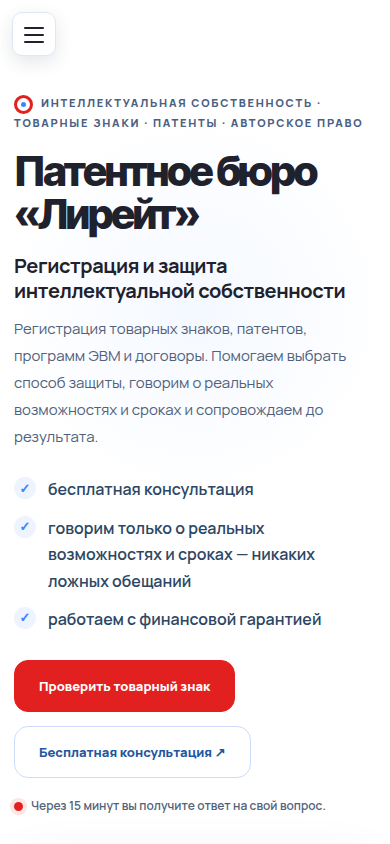 ИНТЕЛЛЕКТУАЛЬНАЯ СОБСТВЕННОСТЬ ·
ТОВАРНЫЕ ЗНАКИ · ПАТЕНТЫ · АВТОРСКОЕ ПРАВО
Патентное бюро
«Лирейт»
Регистрация и защита
интеллектуальной собственности
Регистрация товарных знаков, патентов,
программ ЭВМ и договоры. Помогаем выбрать
способ защиты, говорим о реальных
возможностях и сроках и сопровождаем до
результата.
✓ бесплатная консультация
✓ говорим только о реальных
возможностях и сроках — никаких
ложных обещаний
✓ работаем с финансовой гарантией
Проверить товарный знак
Бесплатная консультация ↗
Через 15 минут вы получите ответ на свой вопрос.